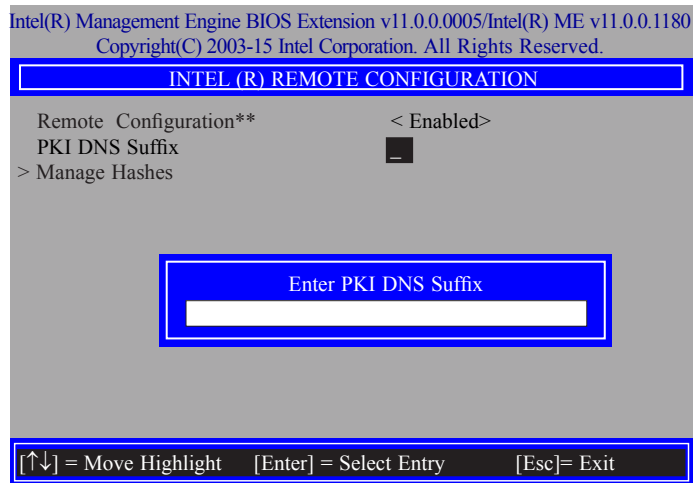 Intel(R) Management Engine BIOS Extension v11.0.0.0005/Intel(R) ME v11.0.0.1180
Copyright(C) 2003-15 Intel Corporation. All Rights Reserved.
INTEL (R) REMOTE CONFIGURATION
Remote Configuration** < Enabled>
PKI DNS Suffix _
> Manage Hashes
Enter PKI DNS Suffix
[↑↓] = Move Highlight [Enter] = Select Entry [Esc]= Exit